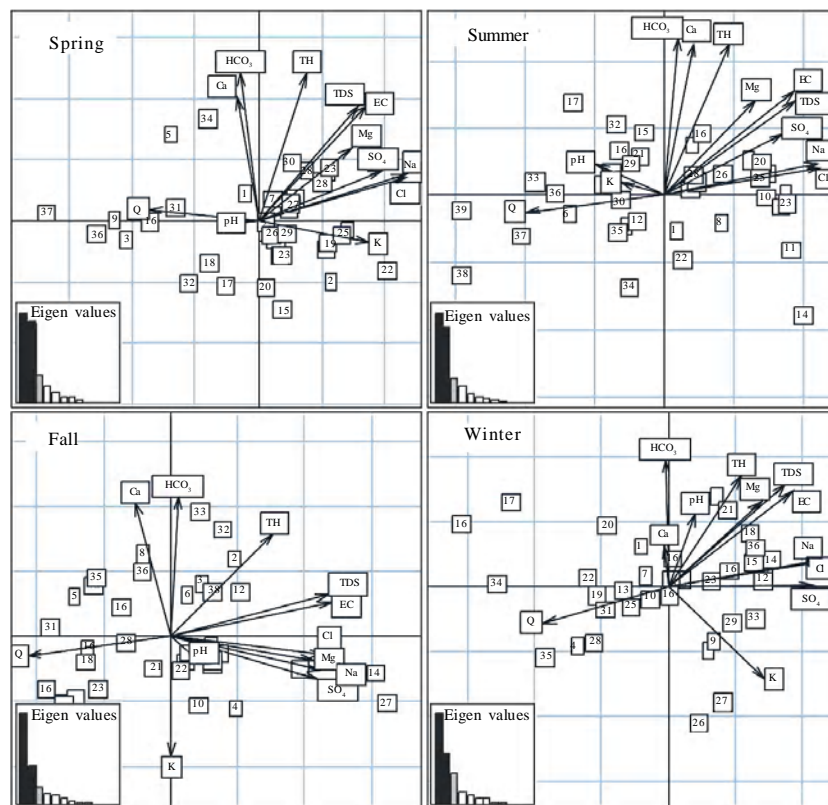 Spring
HCO₃
TH
Ca
TDS
EC
34
5
Mg
SO₄
Na
30
23
28
1
7
27
Cl
Q
31
37
9
16
pH
36
3
26
29
25
K
19
23
18
22
32
17
20
2
15
Eigen values
Summer
HCO₃
Ca
TH
EC
Mg
TDS
17
32
15
16
SO₄
Na
16
21
pH
29
20
26
Cl
33
K
25
36
10
30
23
39
Q
6
12
8
35
1
37
11
22
38
34
14
Eigen values
Fall
Ca
HCO₃
33
TH
32
8
2
36
35
TDS
3
38
12
5
6
EC
16
31
Cl
28
pH
Q
16
Mg
18
21
22
Na
14
16
23
SO₄
10
4
27
Eigen values
K
Winter
HCO₃
TH
TDS
Mg
EC
17
pH
21
16
20
18
Ca
1
36
Na
16
15
14
Cl
22
7
16
34
23
12
13
SO₄
19
10
16
25
31
Q
29
33
4
28
9
35
K
27
26
Eigen values